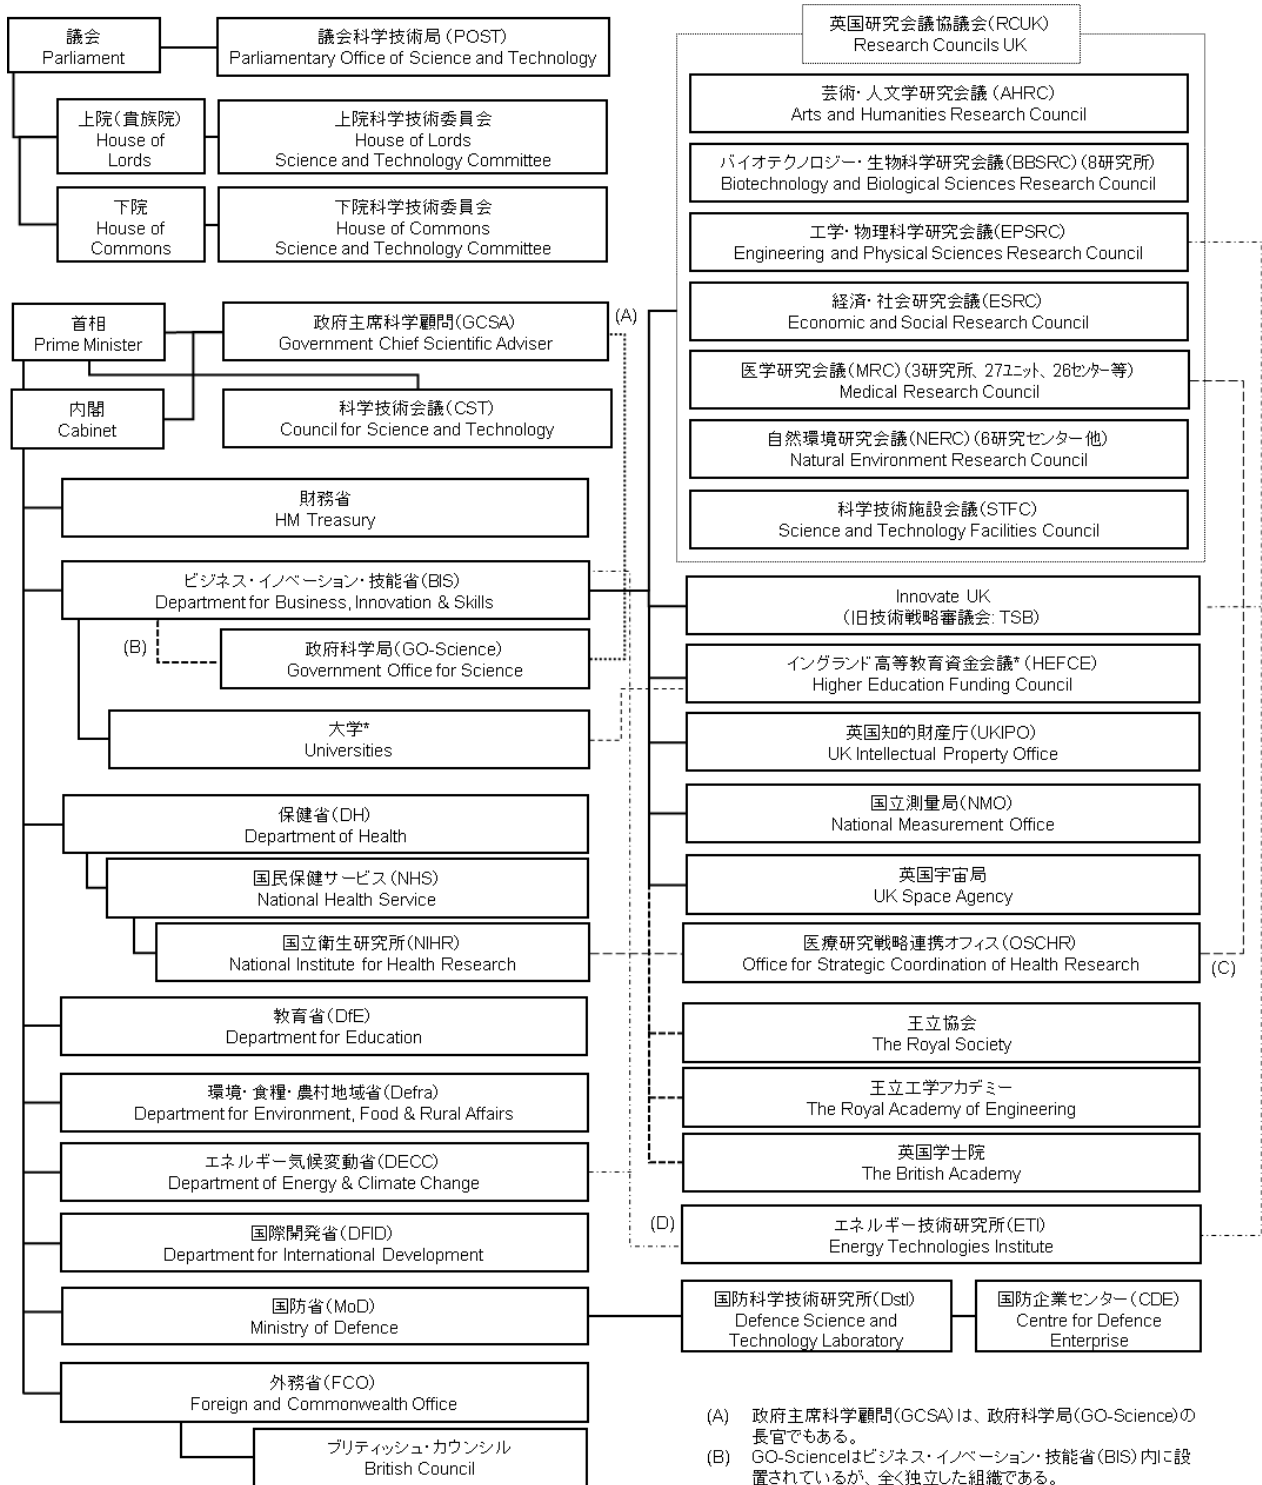 議会
Parliament
議会科学技術局 (POST)
Parliamentary Office of Science and Technology
上院(貴族院)
House of
Lords
上院科学技術委員会
House of Lords
Science and Technology Committee
下院
House of
Commons
下院科学技術委員会
House of Commons
Science and Technology Committee
首相
Prime Minister
政府主席科学顧問(GCSA)
Government Chief Scientific Adviser
(A)
内閣
Cabinet
科学技術会議(CST)
Council for Science and Technology
財務省
HM Treasury
ビジネス・イノベーション・技能省(BIS)
Department for Business, Innovation & Skills
(B)
政府科学局(GO-Science)
Government Office for Science
大学*
Universities
保健省(DH)
Department of Health
国民保健サービス(NHS)
National Health Service
国立衛生研究所(NIHR)
National Institute for Health Research
教育省(DfE)
Department for Education
環境・食糧・農村地域省(Defra)
Department for Environment, Food & Rural Affairs
エネルギー気候変動省(DECC)
Department of Energy & Climate Change
国際開発省(DFID)
Department for International Development
国防省(MoD)
Ministry of Defence
外務省(FCO)
Foreign and Commonwealth Office
ブリティッシュ・カウンシル
British Council
英国研究会議協議会(RCUK)
Research Councils UK
芸術・人文学研究会議 (AHRC)
Arts and Humanities Research Council
バイオテクノロジー・生物科学研究会議(BBSRC) (8研究所)
Biotechnology and Biological Sciences Research Council
工学・物理科学研究会議(EPSRC)
Engineering and Physical Sciences Research Council
経済・社会研究会議(ESRC)
Economic and Social Research Council
医学研究会議(MRC) (3研究所、27ﾕﾆｯﾄ、26ｾﾝﾀｰ等)
Medical Research Council
自然環境研究会議(NERC) (6研究センター他)
Natural Environment Research Council
科学技術施設会議(STFC)
Science and Technology Facilities Council
Innovate UK
(旧技術戦略審議会: TSB)
イングランド高等教育資金会議* (HEFCE)
Higher Education Funding Council
英国知的財産庁(UKIPO)
UK Intellectual Property Office
国立測量局(NMO)
National Measurement Office
英国宇宙局
UK Space Agency
医療研究戦略連携オフィス(OSCHR)
Office for Strategic Coordination of Health Research
(C)
王立協会
The Royal Society
王立工学アカデミー
The Royal Academy of Engineering
英国学士院
The British Academy
(D)
エネルギー技術研究所(ETI)
Energy Technologies Institute
国防科学技術研究所(Dstl)
Defence Science and
Technology Laboratory
国防企業センター(CDE)
Centre for Defence
Enterprise
(A) 政府主席科学顧問(GCSA)は、政府科学局(GO-Science)の
長官でもある。
(B) GO-Scienceはビジネス・イノベーション・技能省(BIS)内に設
置されているが、全く独立した組織である。